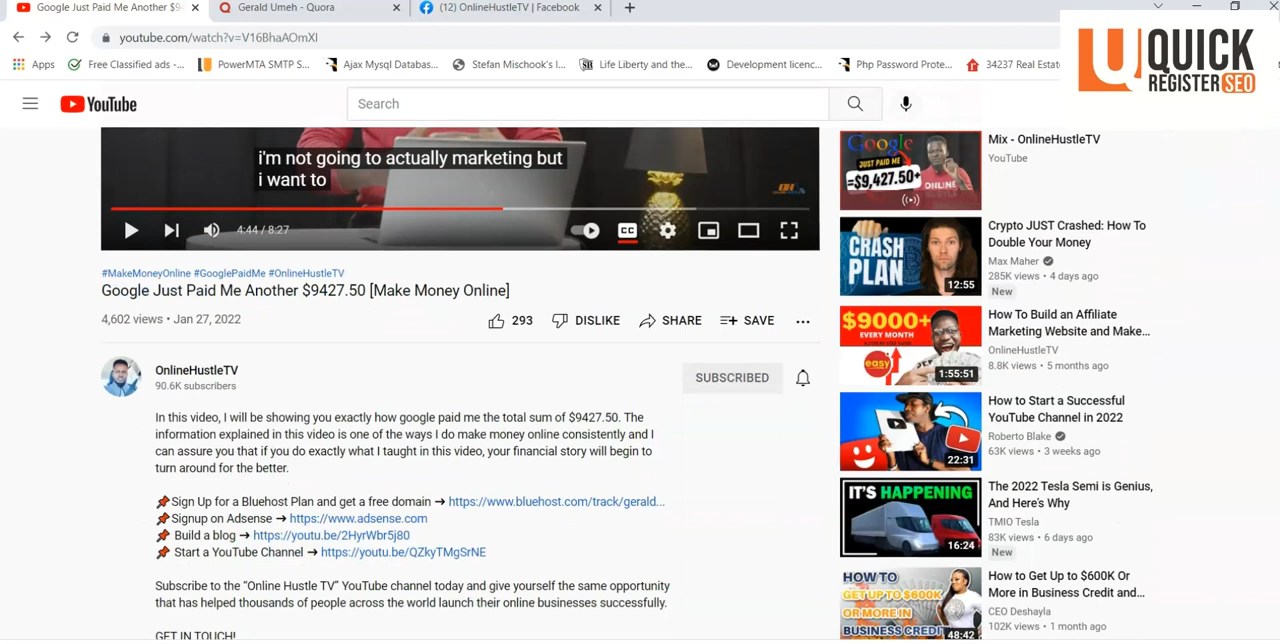 Google Just Paid Me Another $9
Gerald Umeh - Quora
(12) OnlineHustleTV | Facebook
youtube.com/watch?v=V16BhaAOmXI
Apps
Free Classified ads -...
PowerMTA SMTP S...
Ajax Mysql Databas...
Stefan Mischook's l...
Life Liberty and the...
Development licenc...
Php Password Prote...
34237 Real Estate
QUICK
REGISTER SEO
YouTube
Search
i'm not going to actually marketing but
i want to
4:44 / 8:27
CC
#MakeMoneyOnline #GooglePaidMe #OnlineHustleTV
Google Just Paid Me Another $9427.50 [Make Money Online]
4,602 views • Jan 27, 2022
293
DISLIKE
SHARE
SAVE
OnlineHustleTV
90.6K subscribers
SUBSCRIBED
In this video, I will be showing you exactly how google paid me the total sum of $9427.50. The
information explained in this video is one of the ways I do make money online consistently and I
can assure you that if you do exactly what I taught in this video, your financial story will begin to
turn around for the better.
📌Sign Up for a Bluehost Plan and get a free domain → https://www.bluehost.com/track/gerald...
📌Signup on Adsense → https://www.adsense.com
📌 Build a blog → https://youtu.be/2HyrWbr5j80
📌 Start a YouTube Channel → https://youtu.be/QZkyTMgSrNE
Subscribe to the “Online Hustle TV” YouTube channel today and give yourself the same opportunity
that has helped thousands of people across the world launch their online businesses successfully.
GET IN TOUCH!
Google
JUST PAID ME
=$9,427.50+
Mix - OnlineHustleTV
YouTube
CRASH
PLAN
12:55
Crypto JUST Crashed: How To
Double Your Money
Max Maher
285K views • 4 days ago
New
$9000+
EVERY MONTH
easy
1:55:51
How To Build an Affiliate
Marketing Website and Make...
OnlineHustleTV
8.8K views • 5 months ago
22:31
How to Start a Successful
YouTube Channel in 2022
Roberto Blake
63K views • 3 weeks ago
IT'S HAPPENING
16:24
The 2022 Tesla Semi is Genius,
And Here's Why
TMIO Tesla
83K views • 6 days ago
New
HOW TO
GET UP TO $600K
OR MORE IN
BUSINESS CREDIT
48:42
How to Get Up to $600K Or
More in Business Credit and...
CEO Deshayla
102K views • 1 month ago